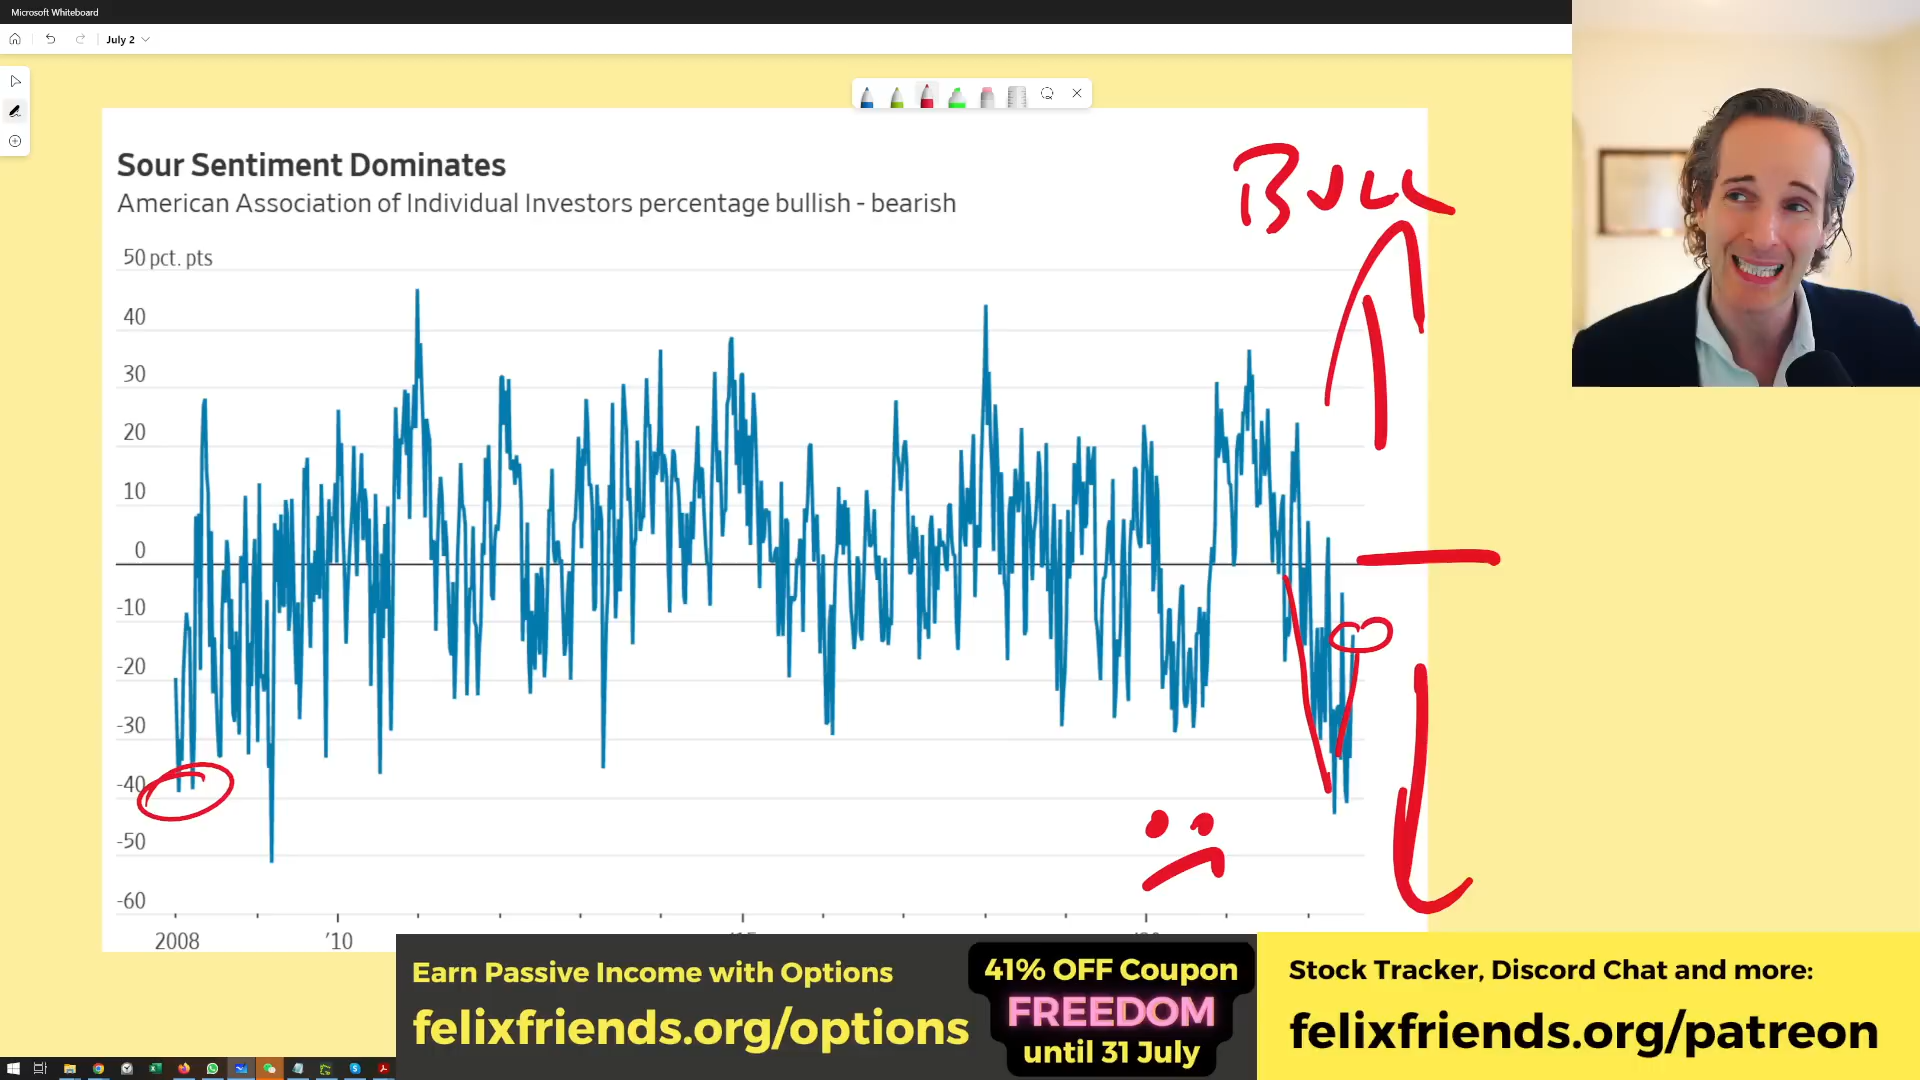 Microsoft Whiteboard
July 2
Sour Sentiment Dominates
American Association of Individual Investors percentage bullish - bearish
Bull
50 pct. pts
40
30
20
10
0
-10
-20
-30
-40
-50
-60
2008
'10
Earn Passive Income with Options
felixfriends.org/options
41% OFF Coupon
FREEDOM
until 31 July
Stock Tracker, Discord Chat and more:
felixfriends.org/patreon